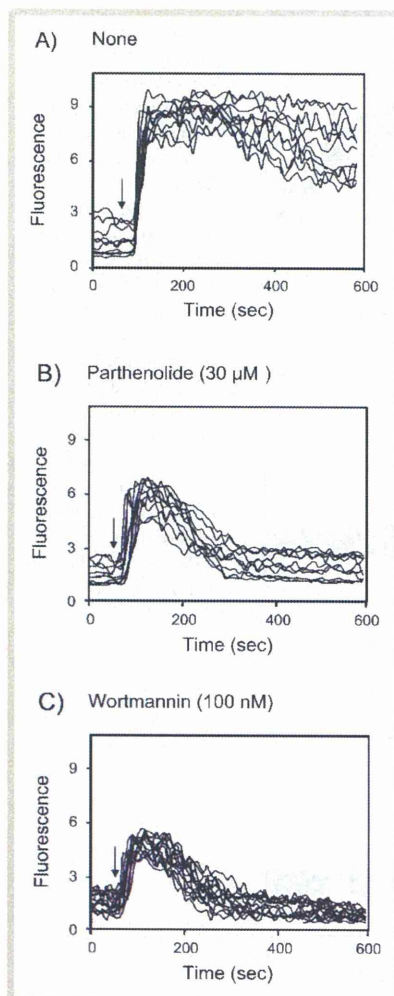 A) None
9
6
3
0
Fluorescence
0 200 400 600
Time (sec)
B) Parthenolide (30 µM )
9
6
3
0
Fluorescence
0 200 400 600
Time (sec)
C) Wortmannin (100 nM)
9
6
3
0
Fluorescence
0 200 400 600
Time (sec)